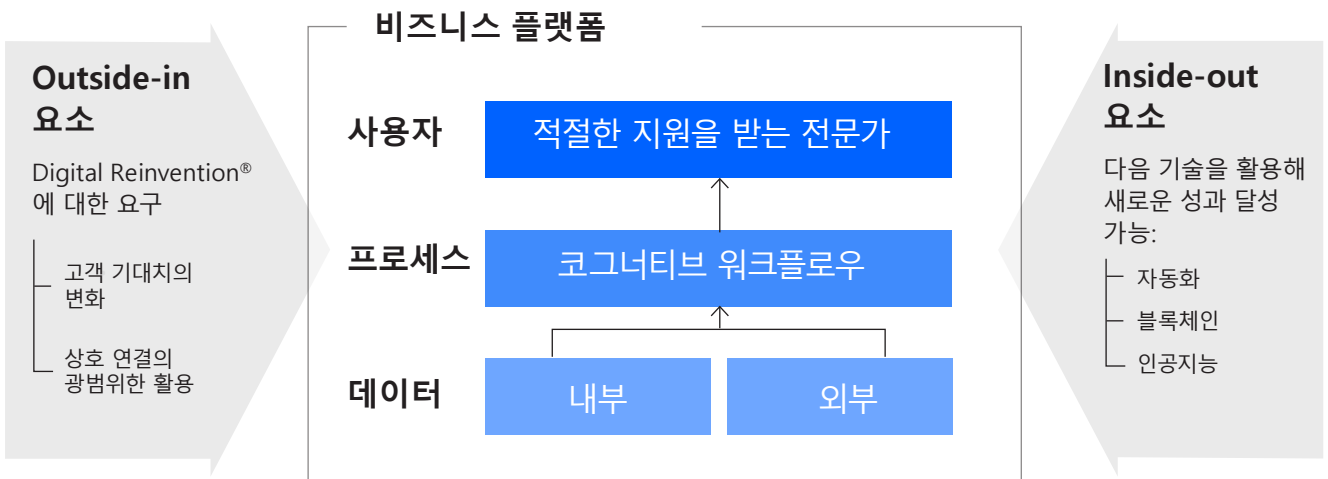 비즈니스 플랫폼
Outside-in
요소
Digital Reinvention®
에 대한 요구
고객 기대치의
변화
상호 연결의
광범위한 활용
사용자
적절한 지원을 받는 전문가
프로세스
코그너티브 워크플로우
데이터
내부
외부
Inside-out
요소
다음 기술을 활용해
새로운 성과 달성
가능:
자동화
블록체인
인공지능